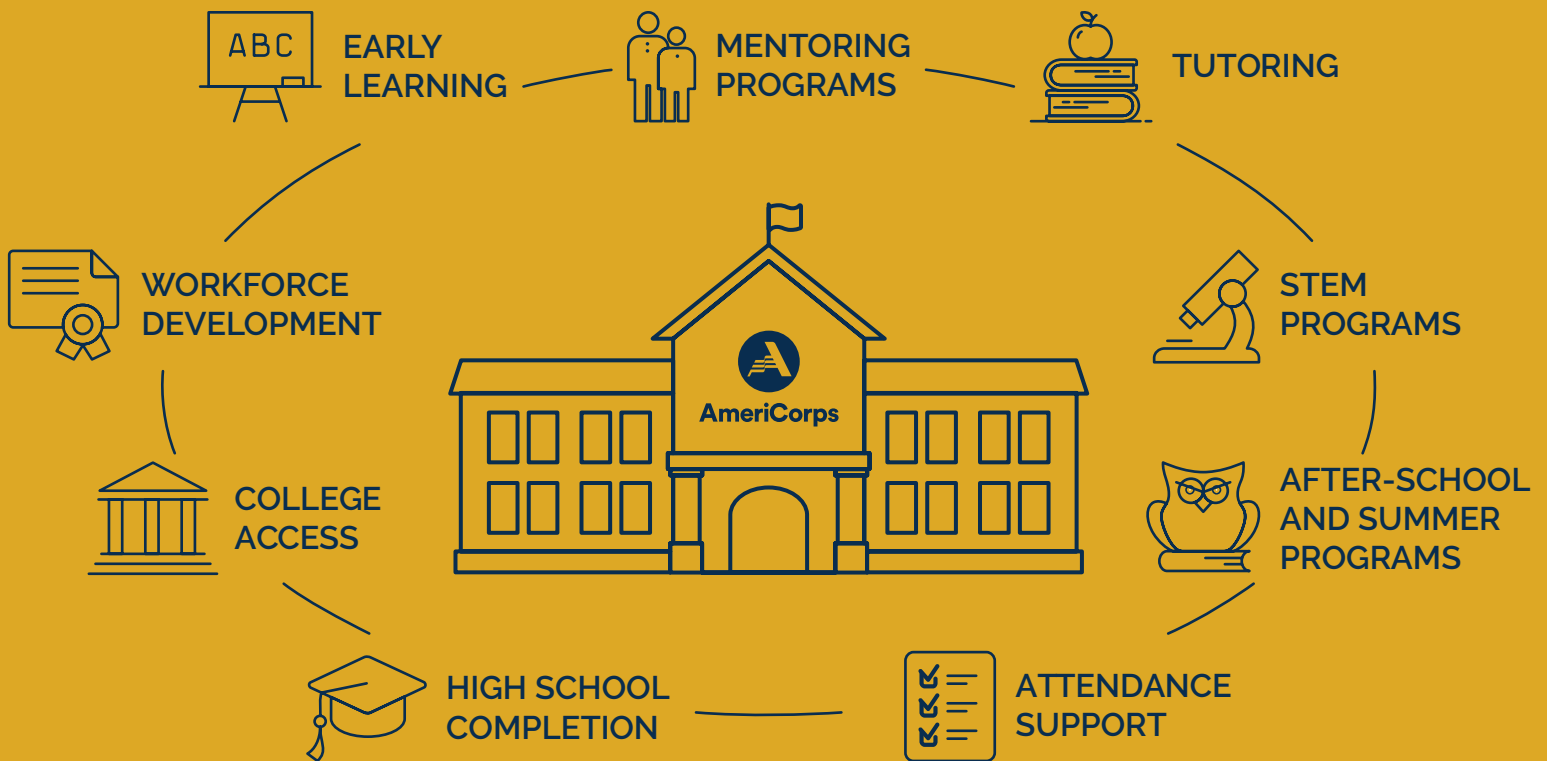 ABC
EARLY
LEARNING
MENTORING
PROGRAMS
TUTORING
STEM
PROGRAMS
AFTER-SCHOOL
AND SUMMER
PROGRAMS
ATTENDANCE
SUPPORT
HIGH SCHOOL
COMPLETION
COLLEGE
ACCESS
WORKFORCE
DEVELOPMENT
A
AmeriCorps